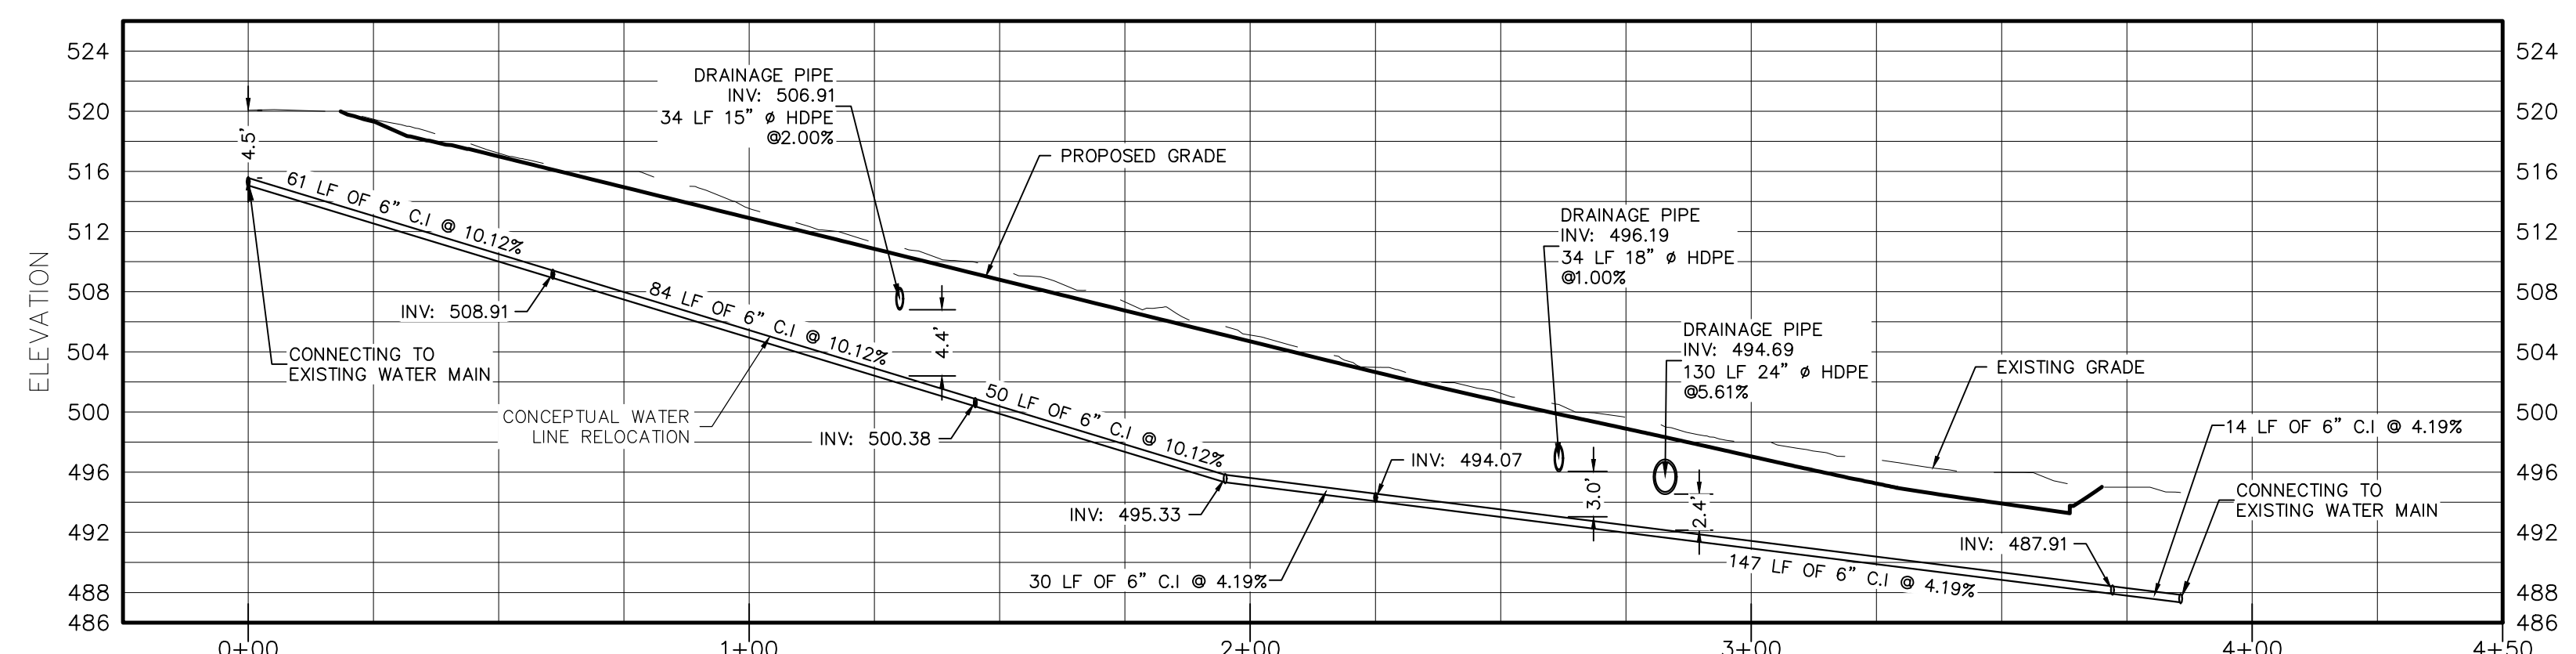 524
520
516
512
508
504
500
496
492
488
486
ELEVATION
4.5'
61 LF OF 6" C.I @ 10.12%
INV: 508.91
CONNECTING TO
EXISTING WATER MAIN
DRAINAGE PIPE
INV: 506.91
34 LF 15" ø HDPE
@2.00%
PROPOSED GRADE
84 LF OF 6" C.I @ 10.12%
4.4'
CONCEPTUAL WATER
LINE RELOCATION
INV: 500.38
50 LF OF 6" C.I @ 10.12%
INV: 495.33
30 LF OF 6" C.I @ 4.19%
INV: 494.07
DRAINAGE PIPE
INV: 496.19
34 LF 18" ø HDPE
@1.00%
3.0'
DRAINAGE PIPE
INV: 494.69
130 LF 24" ø HDPE
@5.61%
2.4'
147 LF OF 6" C.I @ 4.19%
EXISTING GRADE
INV: 487.91
14 LF OF 6" C.I @ 4.19%
CONNECTING TO
EXISTING WATER MAIN
524
520
516
512
508
504
500
496
492
488
486
0+00 1+00 2+00 3+00 4+00 4+50